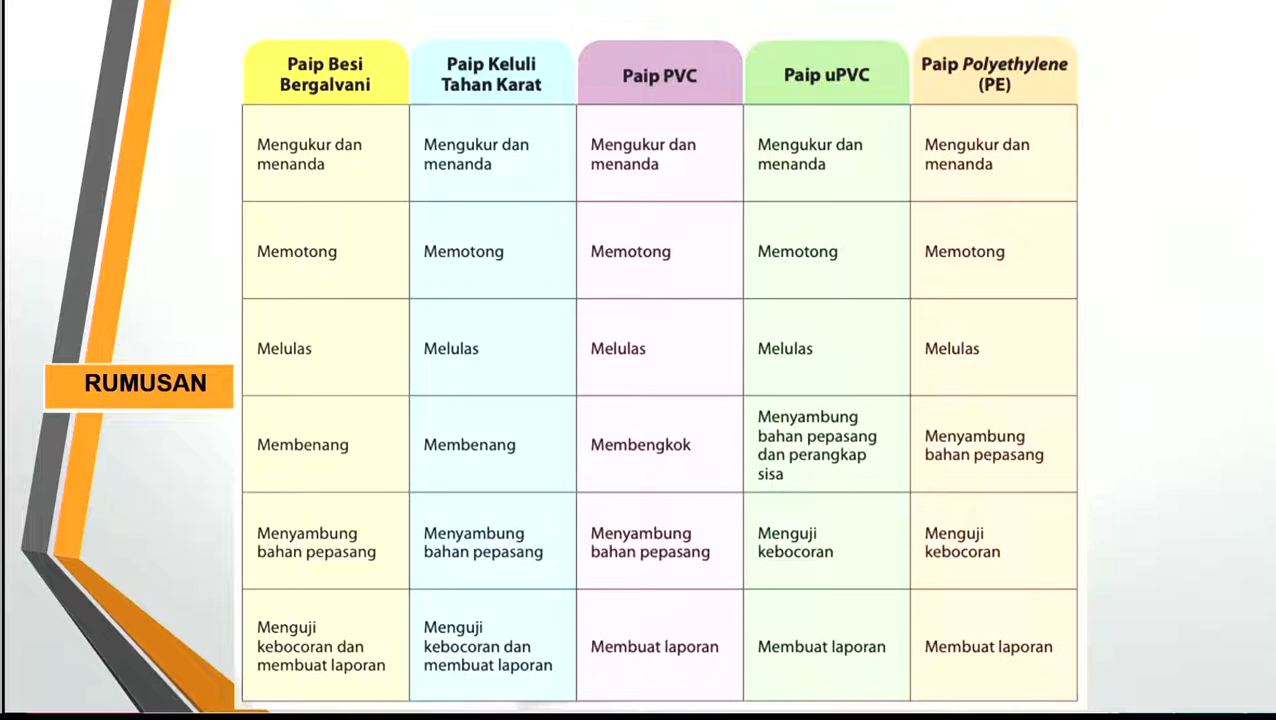 Paip Besi
Bergalvani
Paip Keluli
Tahan Karat
Paip PVC
Paip uPVC
Paip Polyethylene
(PE)
Mengukur dan
menanda
Mengukur dan
menanda
Mengukur dan
menanda
Mengukur dan
menanda
Mengukur dan
menanda
Memotong
Memotong
Memotong
Memotong
Memotong
Melulas
Melulas
Melulas
Melulas
Melulas
RUMUSAN
Membenang
Membenang
Membengkok
Menyambung
bahan pepasang
dan perangkap
sisa
Menyambung
bahan pepasang
Menyambung
bahan pepasang
Menyambung
bahan pepasang
Menyambung
bahan pepasang
Menguji
kebocoran
Menguji
kebocoran
Menguji
kebocoran dan
membuat laporan
Menguji
kebocoran dan
membuat laporan
Membuat laporan
Membuat laporan
Membuat laporan